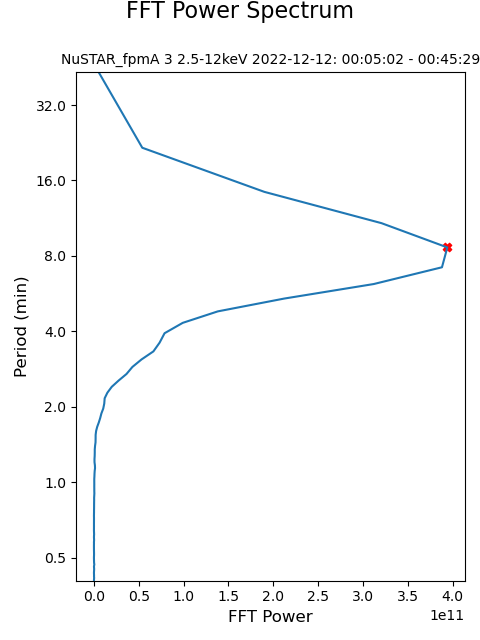 FFT Power Spectrum
NuSTAR_fpmA 3 2.5-12keV 2022-12-12: 00:05:02 - 00:45:29
32.0
16.0
8.0
4.0
2.0
1.0
0.5
Period (min)
0.0 0.5 1.0 1.5 2.0 2.5 3.0 3.5 4.0
1e11
FFT Power